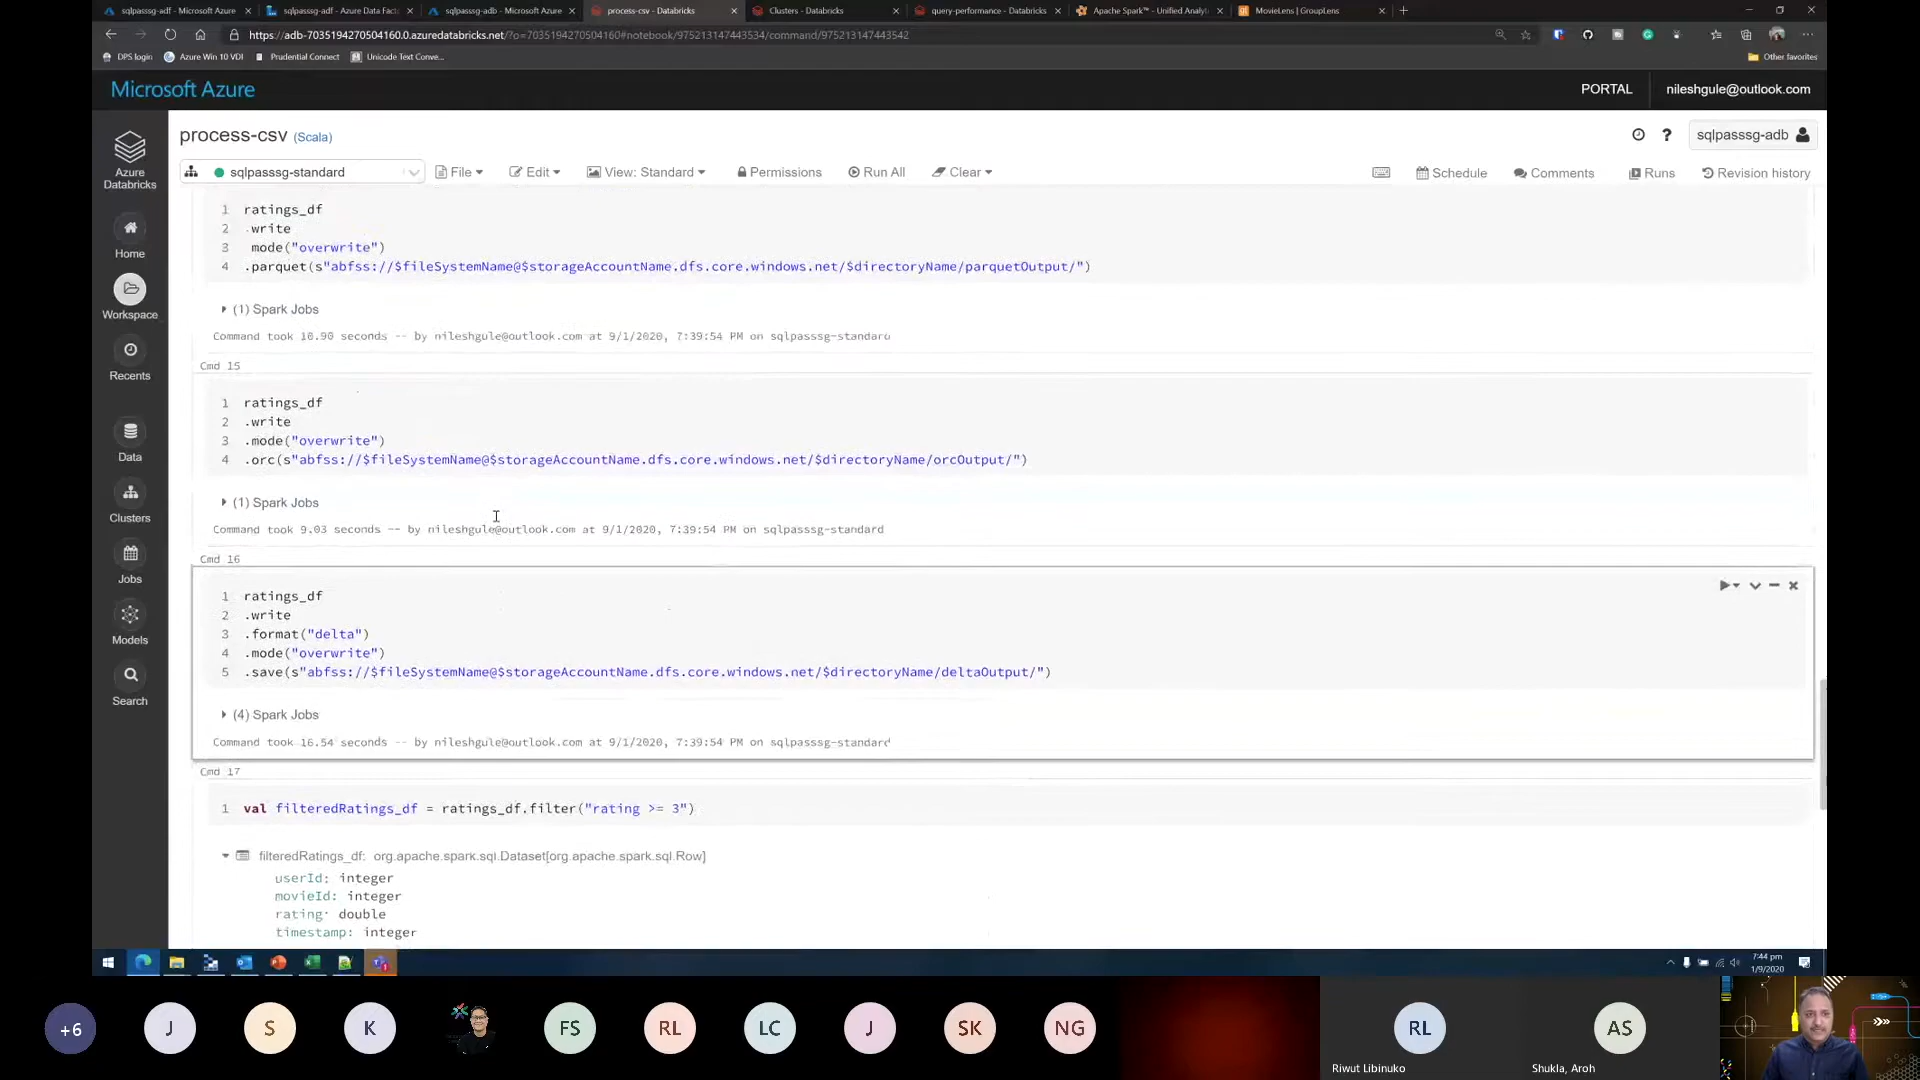 sqlpasssg-adf - Microsoft Azure
sqlpasssg-adf - Azure Data Fact
sqlpasssg-adb - Microsoft Azure
process-csv - Databricks
Clusters - Databricks
query-performance - Databricks
Apache Spark™ - Unified Analyti
MovieLens | GroupLens
https://adb-7035194270504160.0.azuredatabricks.net/?o=7035194270504160#notebook/975213147443534/command/975213147443542
DPS login
Azure Win 10 VDI
Prudential Connect
Unicode Text Conve...
Other favorites
Microsoft Azure
PORTAL
nileshgule@outlook.com
process-csv (Scala)
sqlpasssg-adb
sqlpasssg-standard
File
Edit
View: Standard
Permissions
Run All
Clear
Schedule
Comments
Runs
Revision history
Azure Databricks
Home
Workspace
Recents
Data
Clusters
Jobs
Models
Search
1 ratings_df
2 .write
3 mode("overwrite")
4 .parquet(s"abfss://$fileSystemName@$storageAccountName.dfs.core.windows.net/$directoryName/parquetOutput/")
(1) Spark Jobs
Command took 10.90 seconds -- by nileshgule@outlook.com at 9/1/2020, 7:39:54 PM on sqlpasssg-standard
Cmd 15
1 ratings_df
2 .write
3 .mode("overwrite")
4 .orc(s"abfss://$fileSystemName@$storageAccountName.dfs.core.windows.net/$directoryName/orcOutput/")
(1) Spark Jobs
Command took 9.03 seconds -- by nileshgule@outlook.com at 9/1/2020, 7:39:54 PM on sqlpasssg-standard
Cmd 16
1 ratings_df
2 .write
3 .format("delta")
4 .mode("overwrite")
5 .save(s"abfss://$fileSystemName@$storageAccountName.dfs.core.windows.net/$directoryName/deltaOutput/")
(4) Spark Jobs
Command took 16.54 seconds -- by nileshgule@outlook.com at 9/1/2020, 7:39:54 PM on sqlpasssg-standard
Cmd 17
1 val filteredRatings_df = ratings_df.filter("rating >= 3")
filteredRatings_df: org.apache.spark.sql.Dataset[org.apache.spark.sql.Row]
userId: integer
movieId: integer
rating: double
timestamp: integer
7:44 pm
1/9/2020
+6
J
S
K
FS
RL
LC
J
SK
NG
RL
AS
Riwut Libinuko
Shukla, Aroh